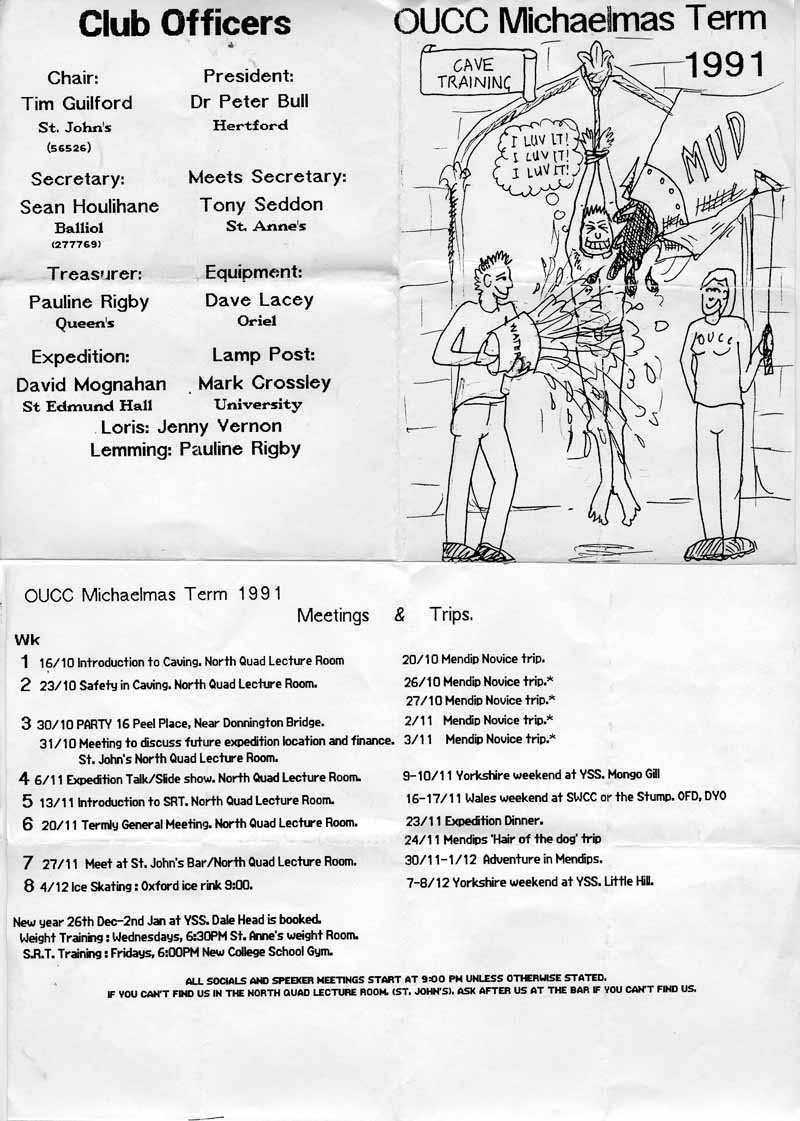 Club Officers
Chair:
Tim Guilford
St. John's
(56526)
President:
Dr Peter Bull
Hertford
Secretary:
Sean Houlihane
Balliol
(277769)
Meets Secretary:
Tony Seddon
St. Anne's
Treasurer:
Pauline Rigby
Queen's
Equipment:
Dave Lacey
Oriel
Expedition:
David Mognahan
St Edmund Hall
Lamp Post:
Mark Crossley
University
Loris: Jenny Vernon
Lemming: Pauline Rigby
OUCC Michaelmas Term
1991
CAVE
TRAINING
I LUV IT!
I LUV IT!
I LUV IT!
MUD
WATER
OUCC
OUCC Michaelmas Term 1991
Meetings & Trips.
Wk
1 16/10 Introduction to Caving. North Quad Lecture Room 20/10 Mendip Novice trip.
2 23/10 Safety in Caving. North Quad Lecture Room. 26/10 Mendip Novice trip.*
27/10 Mendip Novice trip.*
3 30/10 PARTY 16 Peel Place, Near Donnington Bridge. 2/11 Mendip Novice trip.*
31/10 Meeting to discuss future expedition location and finance. 3/11 Mendip Novice trip.*
St. John's North Quad Lecture Room.
4 6/11 Expedition Talk/Slide show. North Quad Lecture Room. 9-10/11 Yorkshire weekend at YSS. Mongo Gill
5 13/11 Introduction to SRT. North Quad Lecture Room. 16-17/11 Wales weekend at SWCC or the Stump. OFD, DYO
6 20/11 Termly General Meeting. North Quad Lecture Room. 23/11 Expedition Dinner.
24/11 Mendips 'Hair of the dog' trip
7 27/11 Meet at St. John's Bar/North Quad Lecture Room. 30/11-1/12 Adventure in Mendips.
8 4/12 Ice Skating : Oxford ice rink 9:00. 7-8/12 Yorkshire weekend at YSS. Little Hill.
New year 26th Dec-2nd Jan at YSS. Dale Head is booked.
Weight Training : Wednesdays, 6:30PM St. Anne's weight Room.
S.R.T. Training : Fridays, 6:00PM New College School Gym.
ALL SOCIALS AND SPEEKER MEETINGS START AT 9:00 PM UNLESS OTHERWISE STATED.
IF YOU CAN'T FIND US IN THE NORTH QUAD LECTURE ROOM. (ST. JOHN'S). ASK AFTER US AT THE BAR IF YOU CAN'T FIND US.